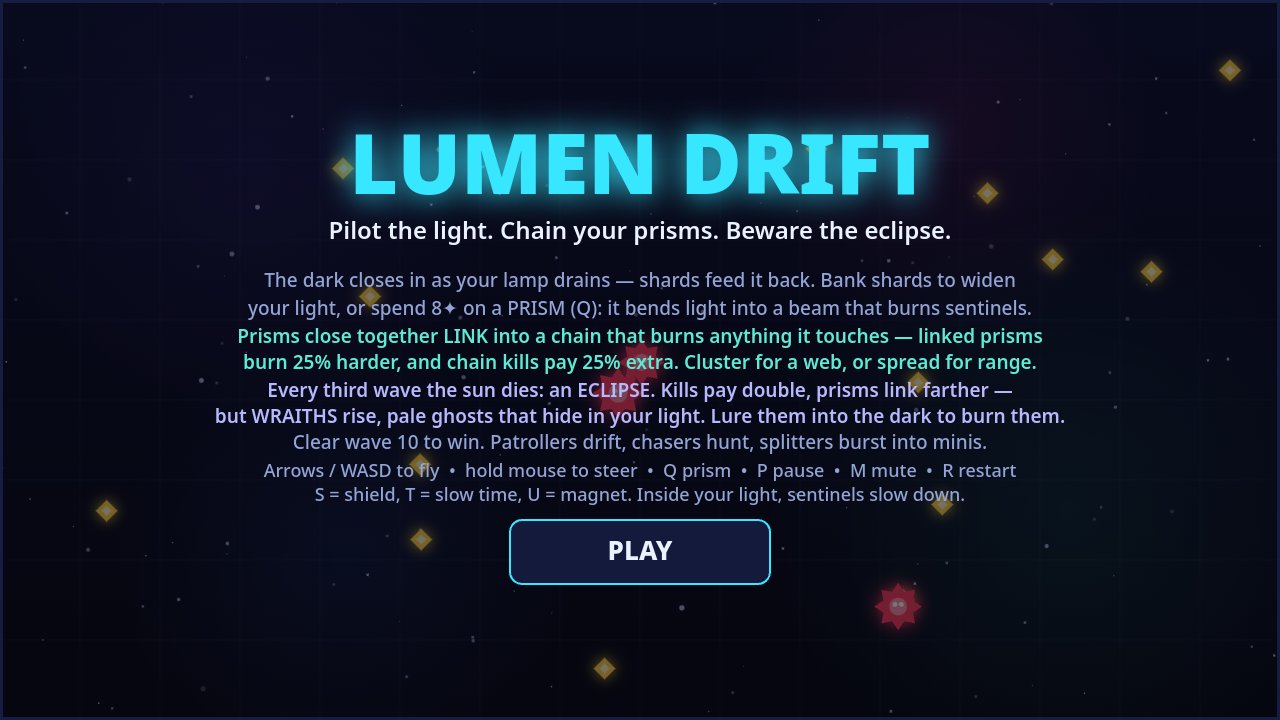 LUMEN DRIFT
Pilot the light. Chain your prisms. Beware the eclipse.
The dark closes in as your lamp drains — shards feed it back. Bank shards to widen
your light, or spend 8✦ on a PRISM (Q): it bends light into a beam that burns sentinels.
Prisms close together LINK into a chain that burns anything it touches — linked prisms
burn 25% harder, and chain kills pay 25% extra. Cluster for a web, or spread for range.
Every third wave the sun dies: an ECLIPSE. Kills pay double, prisms link farther —
but WRAITHS rise, pale ghosts that hide in your light. Lure them into the dark to burn them.
Clear wave 10 to win. Patrollers drift, chasers hunt, splitters burst into minis.
Arrows / WASD to fly • hold mouse to steer • Q prism • P pause • M mute • R restart
S = shield, T = slow time, U = magnet. Inside your light, sentinels slow down.
PLAY